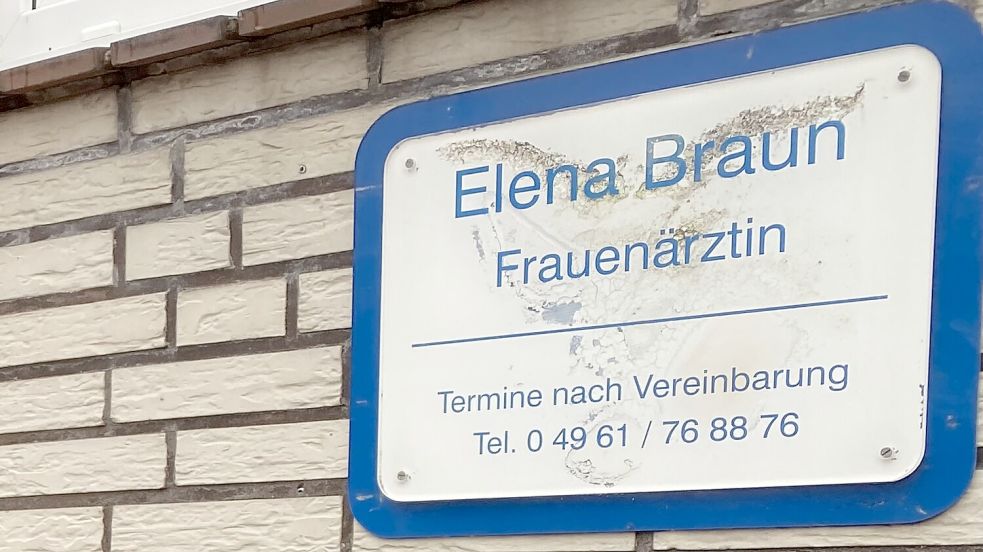 Elena Braun
Frauenärztin
Termine nach Vereinbarung
Tel. 0 49 61 / 76 88 76